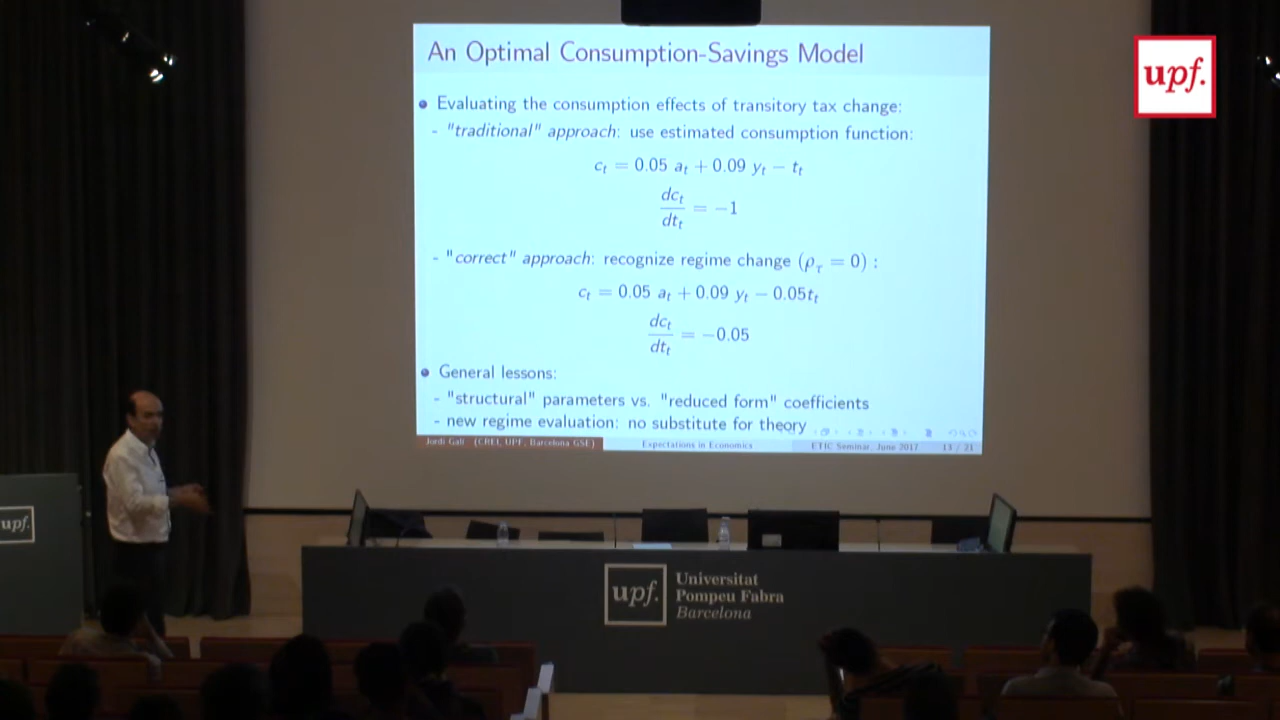 An Optimal Consumption-Savings Model
upf.
Evaluating the consumption effects of transitory tax change:
- "traditional" approach: use estimated consumption function:
c_t = 0.05 a_t + 0.09 y_t − t_t
dc_t
dt_t = −1
- "correct" approach: recognize regime change (ρ_τ = 0) :
c_t = 0.05 a_t + 0.09 y_t − 0.05t_t
dc_t
dt_t = −0.05
General lessons:
- "structural" parameters vs. "reduced form" coefficients
- new regime evaluation: no substitute for theory
Jordi Galí (CREI, UPF, Barcelona GSE) Expectations in Economics ETIC Seminar, June 2017 13 / 21
upf.
upf.
Universitat
Pompeu Fabra
Barcelona